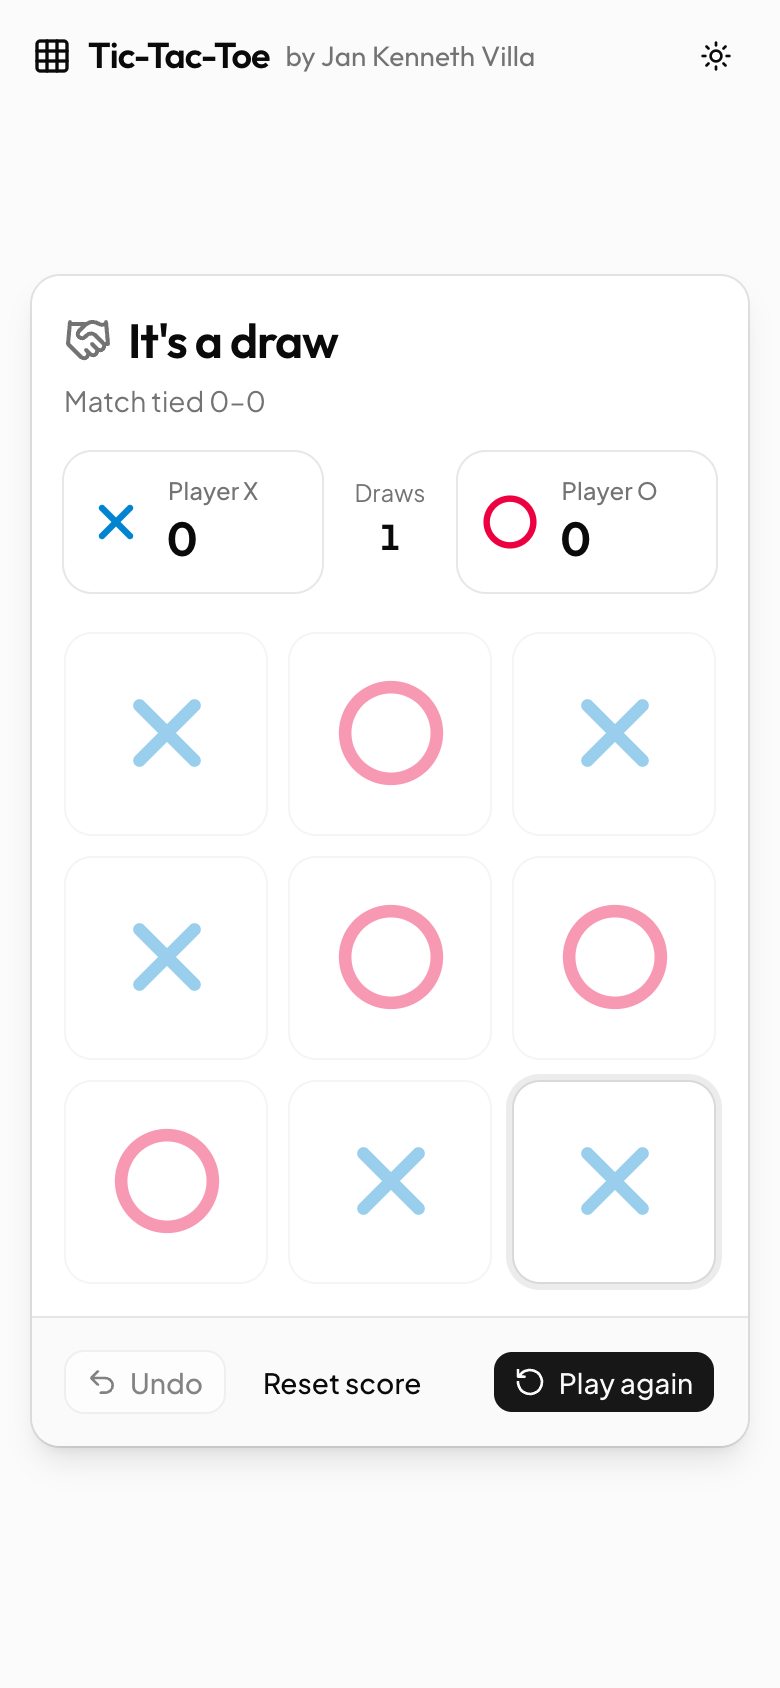 Tic-Tac-Toe by Jan Kenneth Villa
It's a draw
Match tied 0–0
Player X
0
Draws
1
Player O
0
Undo
Reset score
Play again